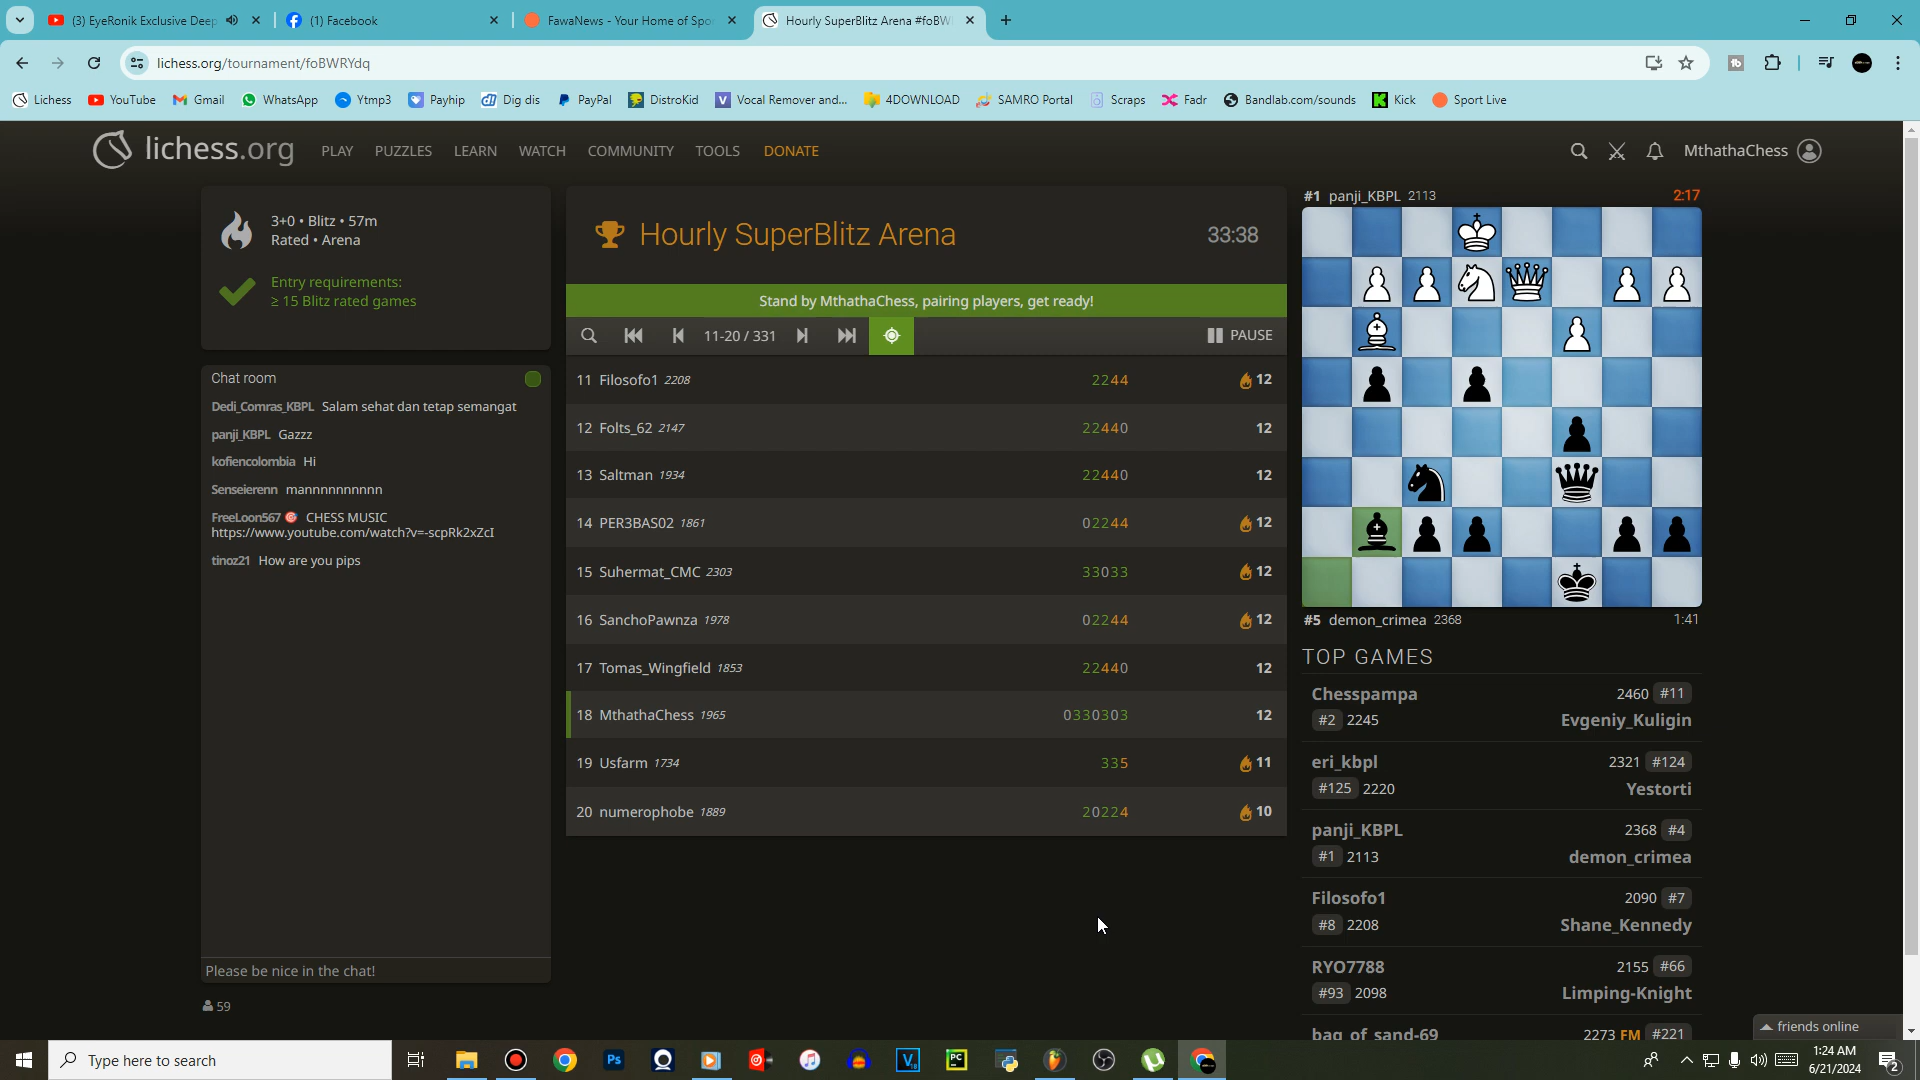 (3) EyeRonik Exclusive Deep
(1) Facebook
FawaNews - Your Home of Spo
Hourly SuperBlitz Arena #foBW
lichess.org/tournament/foBWRYdq
Lichess
YouTube
Gmail
WhatsApp
Ytmp3
Payhip
Dig dis
PayPal
DistroKid
Vocal Remover and...
4DOWNLOAD
SAMRO Portal
Scraps
Fadr
Bandlab.com/sounds
Kick
Sport Live
lichess.org
PLAY
PUZZLES
LEARN
WATCH
COMMUNITY
TOOLS
DONATE
MthathaChess
3+0 • Blitz • 57m
Rated • Arena
Entry requirements:
≥ 15 Blitz rated games
Chat room
Dedi_Comras_KBPL Salam sehat dan tetap semangat
panji_KBPL Gazzz
kofiencolombia Hi
Senseierenn mannnnnnnnnn
FreeLoon567 CHESS MUSIC
https://www.youtube.com/watch?v=-scpRk2xZcI
tinoz21 How are you pips
Please be nice in the chat!
59
Hourly SuperBlitz Arena
33:38
Stand by MthathaChess, pairing players, get ready!
11-20 / 331
PAUSE
11 Filosofo1 2208 2244 12
12 Folts_62 2147 22440 12
13 Saltman 1934 22440 12
14 PER3BAS02 1861 02244 12
15 Suhermat_CMC 2303 33033 12
16 SanchoPawnza 1978 02244 12
17 Tomas_Wingfield 1853 22440 12
18 MthathaChess 1965 0330303 12
19 Usfarm 1734 335 11
20 numerophobe 1889 20224 10
#1 panji_KBPL 2113 2:17
#5 demon_crimea 2368 1:41
TOP GAMES
Chesspampa 2460 #11
#2 2245 Evgeniy_Kuligin
eri_kbpl 2321 #124
#125 2220 Yestorti
panji_KBPL 2368 #4
#1 2113 demon_crimea
Filosofo1 2090 #7
#8 2208 Shane_Kennedy
RYO7788 2155 #66
#93 2098 Limping-Knight
bag_of_sand-69 2273 FM #221
friends online
Type here to search
Ps
PC
1:24 AM
6/21/2024
2